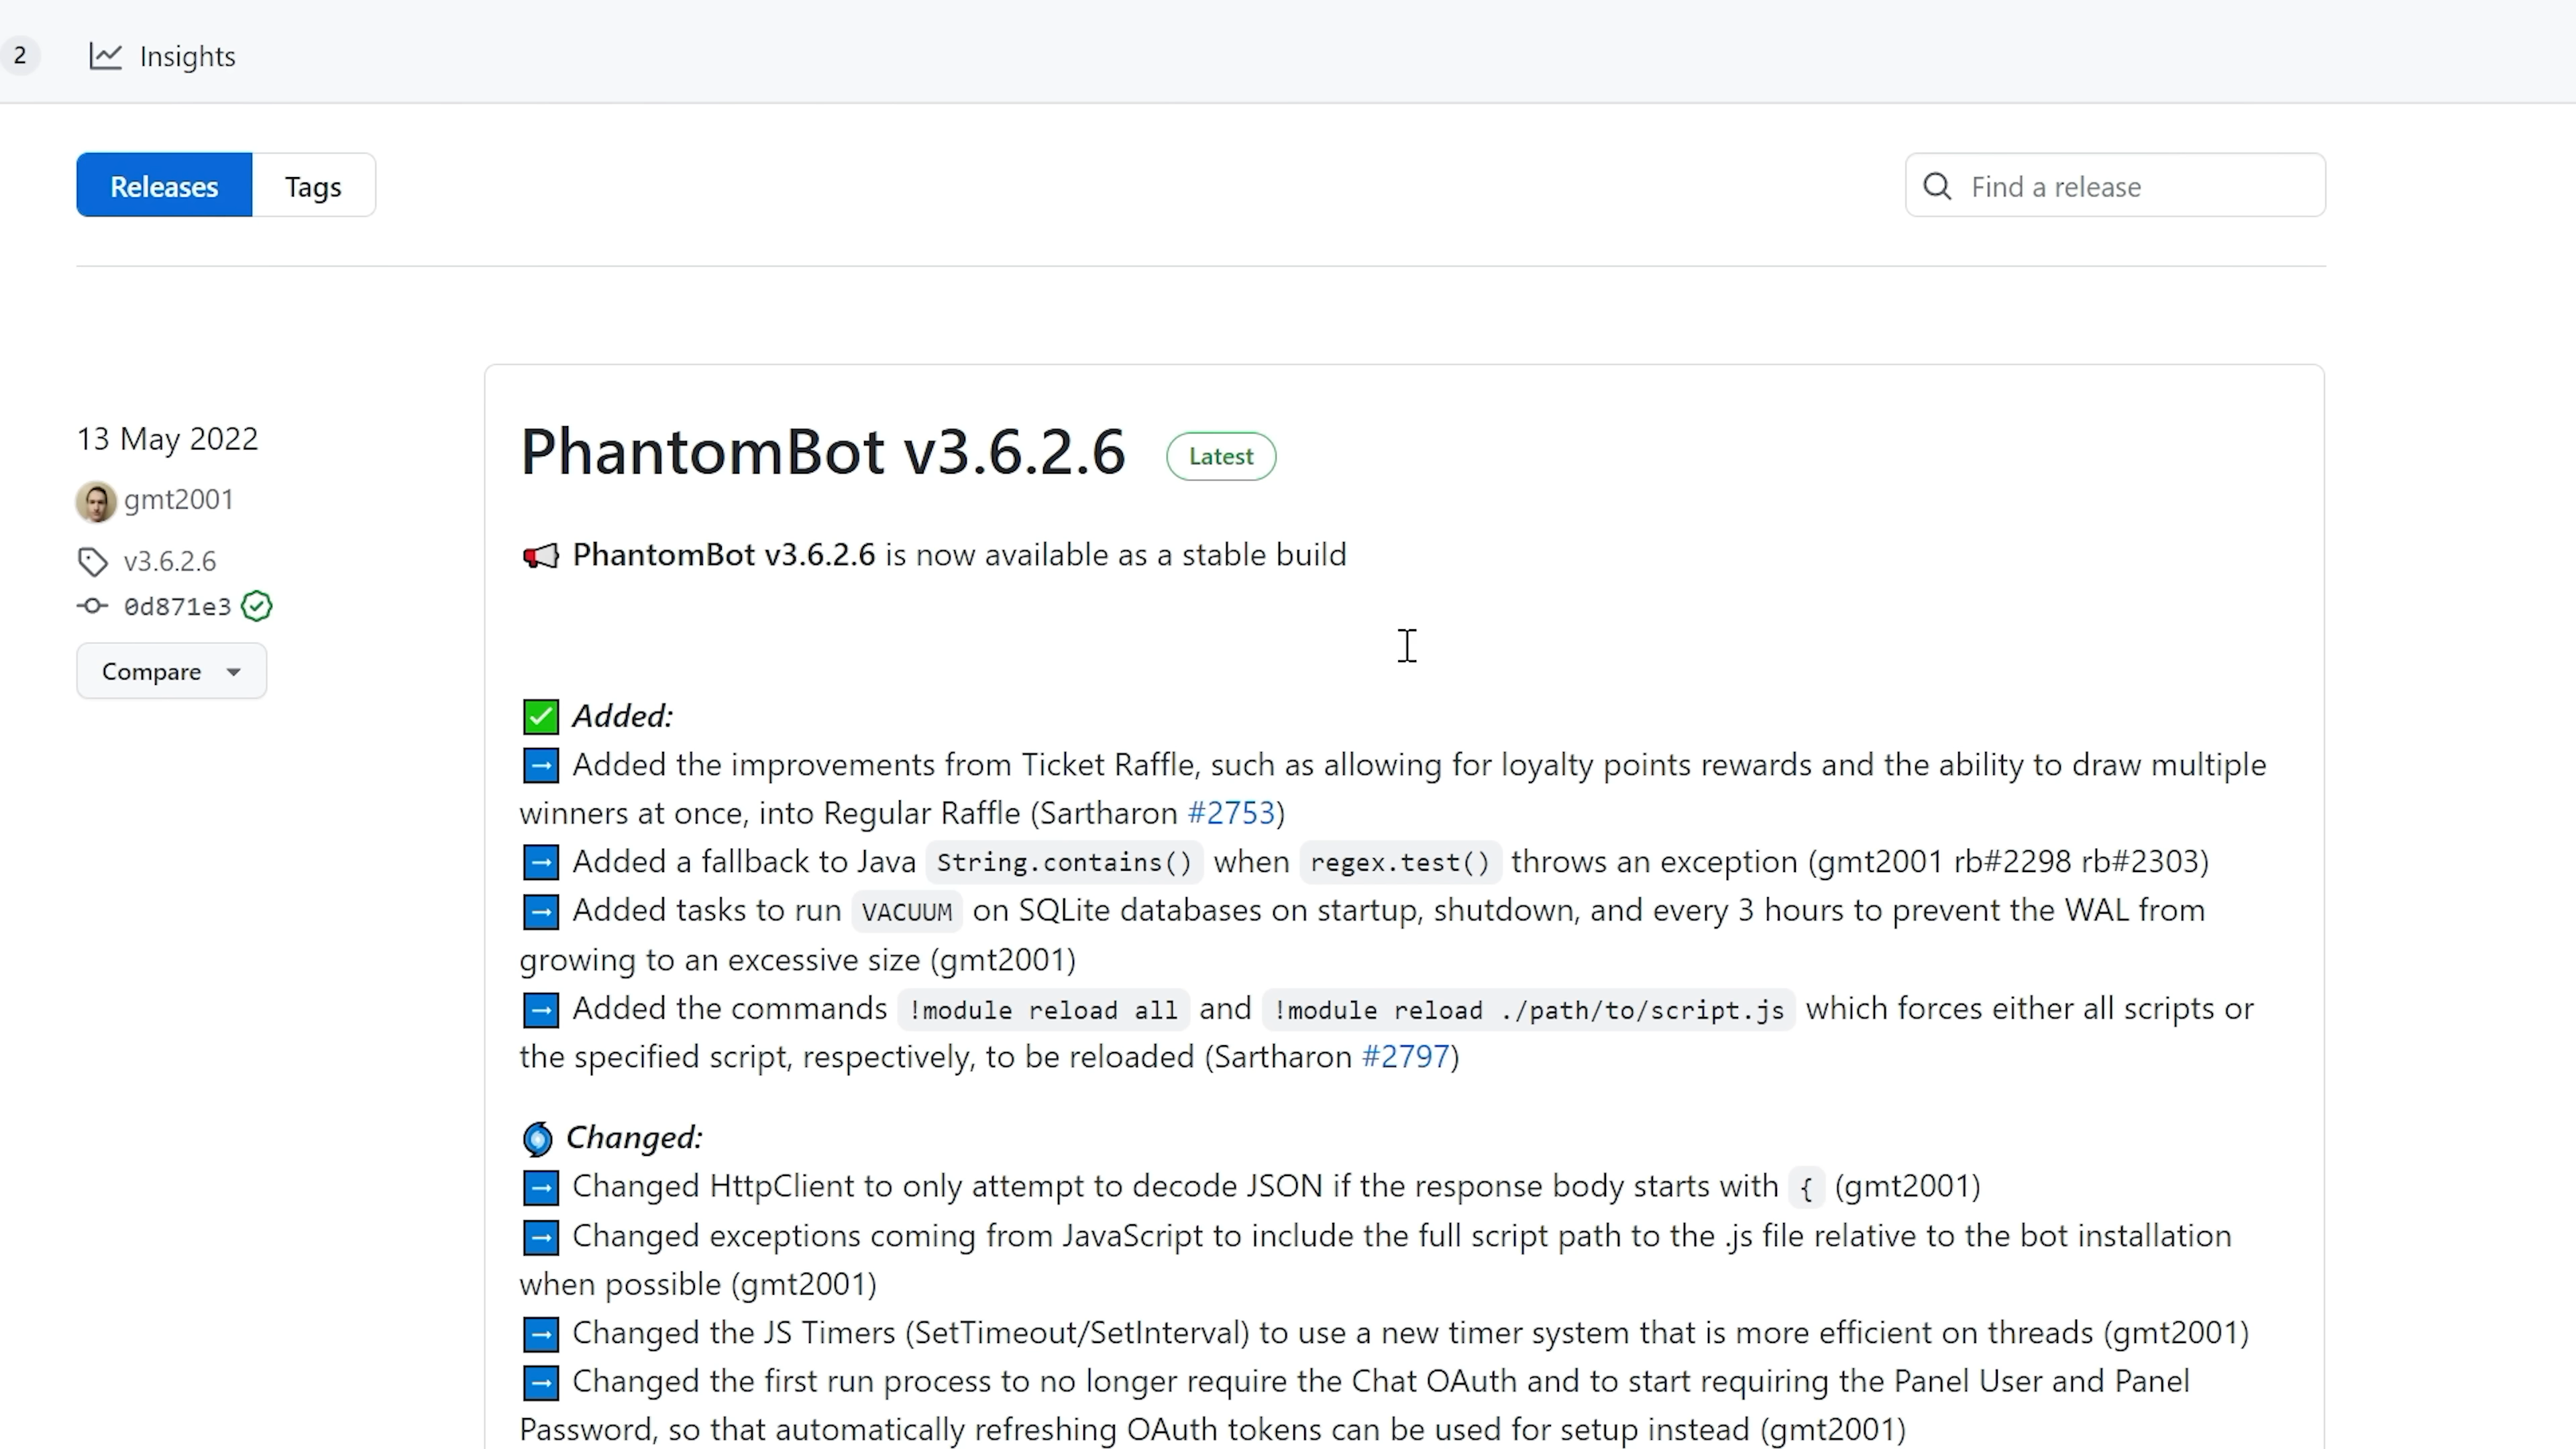 2 Insights
Releases Tags Find a release
13 May 2022
gmt2001
v3.6.2.6
0d871e3
Compare
PhantomBot v3.6.2.6 Latest
PhantomBot v3.6.2.6 is now available as a stable build
Added:
Added the improvements from Ticket Raffle, such as allowing for loyalty points rewards and the ability to draw multiple
winners at once, into Regular Raffle (Sartharon #2753)
Added a fallback to Java String.contains() when regex.test() throws an exception (gmt2001 rb#2298 rb#2303)
Added tasks to run VACUUM on SQLite databases on startup, shutdown, and every 3 hours to prevent the WAL from
growing to an excessive size (gmt2001)
Added the commands !module reload all and !module reload ./path/to/script.js which forces either all scripts or
the specified script, respectively, to be reloaded (Sartharon #2797)
Changed:
Changed HttpClient to only attempt to decode JSON if the response body starts with { (gmt2001)
Changed exceptions coming from JavaScript to include the full script path to the .js file relative to the bot installation
when possible (gmt2001)
Changed the JS Timers (SetTimeout/SetInterval) to use a new timer system that is more efficient on threads (gmt2001)
Changed the first run process to no longer require the Chat OAuth and to start requiring the Panel User and Panel
Password, so that automatically refreshing OAuth tokens can be used for setup instead (gmt2001)